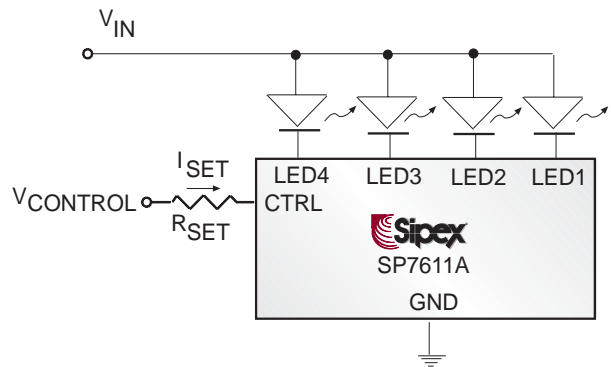 VIN
LED4 LED3 LED2 LED1
ISET
VCONTROL
RSET
CTRL
Sipex
SP7611A
GND